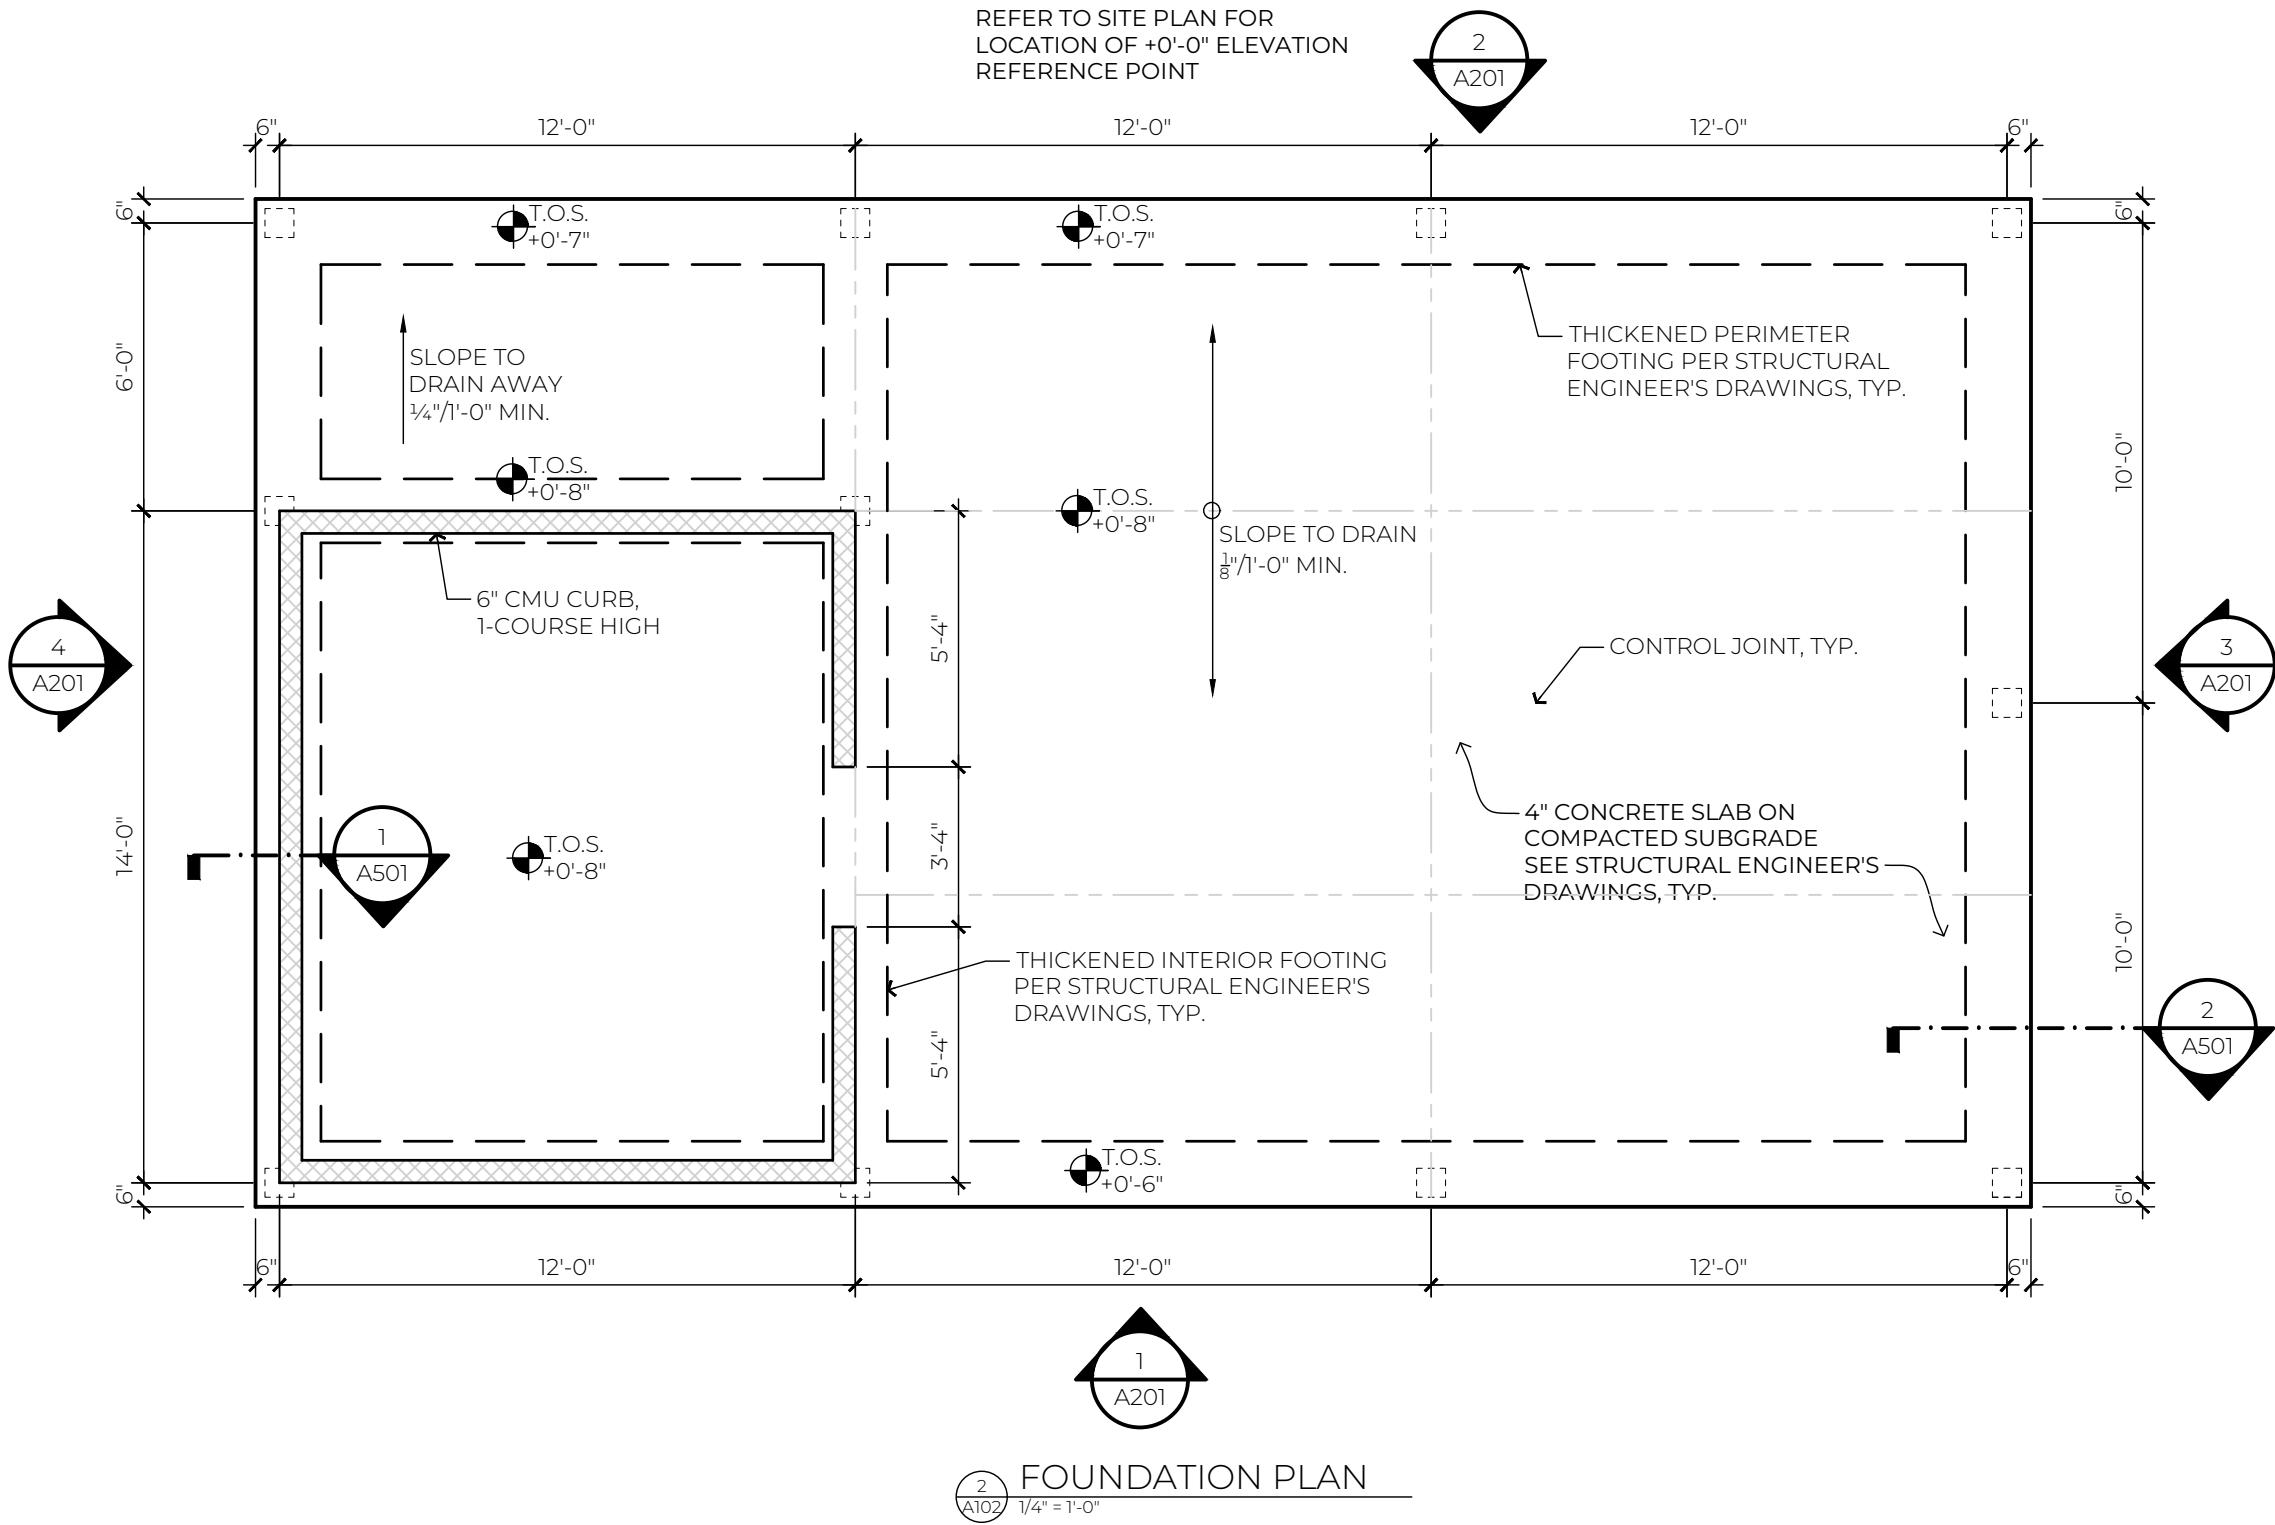 REFER TO SITE PLAN FOR
LOCATION OF +0'-0" ELEVATION
REFERENCE POINT
2
A201
6"
12'-0"
12'-0"
12'-0"
6"
6"
6'-0"
14'-0"
6"
6"
10'-0"
10'-0"
6"
T.O.S.
+0'-7"
T.O.S.
+0'-7"
SLOPE TO
DRAIN AWAY
¼"/1'-0" MIN.
THICKENED PERIMETER
FOOTING PER STRUCTURAL
ENGINEER'S DRAWINGS, TYP.
T.O.S.
+0'-8"
T.O.S.
+0'-8"
SLOPE TO DRAIN
⅛"/1'-0" MIN.
6" CMU CURB,
1-COURSE HIGH
5'-4"
3'-4"
5'-4"
4
A201
CONTROL JOINT, TYP.
3
A201
1
A501
T.O.S.
+0'-8"
4" CONCRETE SLAB ON
COMPACTED SUBGRADE
SEE STRUCTURAL ENGINEER'S
DRAWINGS, TYP.
THICKENED INTERIOR FOOTING
PER STRUCTURAL ENGINEER'S
DRAWINGS, TYP.
2
A501
T.O.S.
+0'-6"
6"
12'-0"
12'-0"
12'-0"
6"
1
A201
2
A102
FOUNDATION PLAN
1/4" = 1'-0"